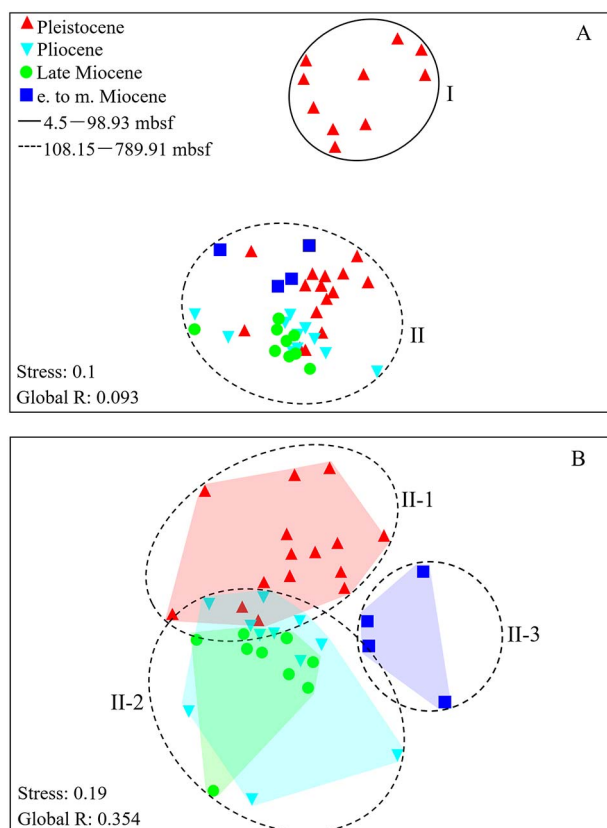 A
Pleistocene
Pliocene
Late Miocene
e. to m. Miocene
4.5—98.93 mbsf
108.15—789.91 mbsf
I
II
Stress: 0.1
Global R: 0.093
B
II-1
II-3
II-2
Stress: 0.19
Global R: 0.354